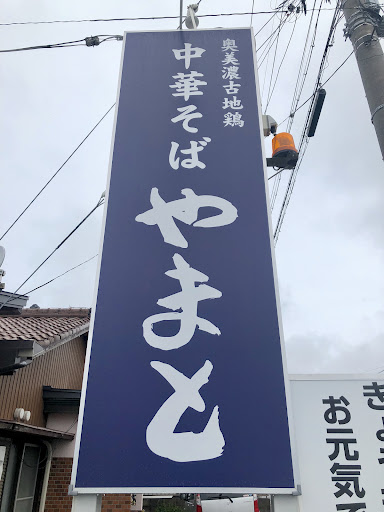 奥美濃古地鶏
中華そば
やまと
お元気で